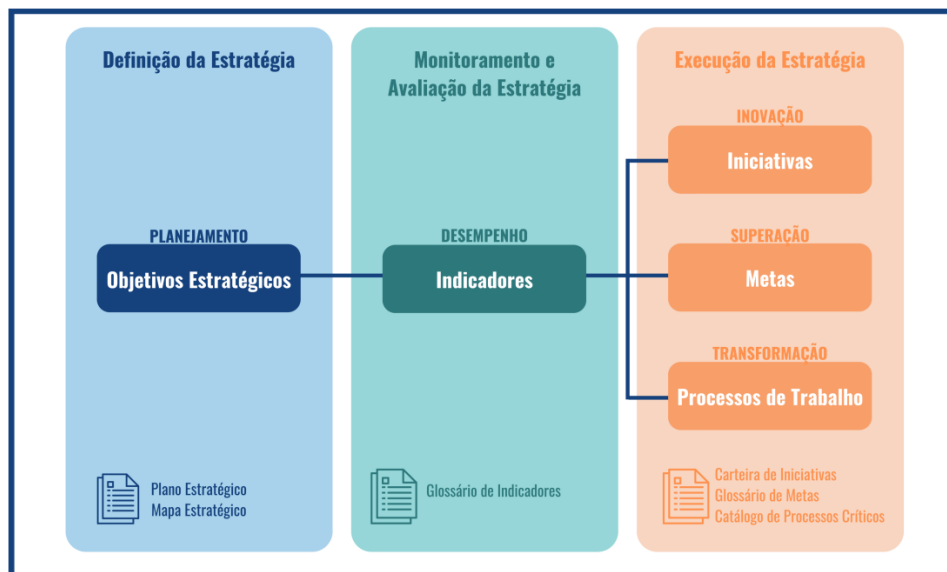 Definição da Estratégia
PLANEJAMENTO
Objetivos Estratégicos
Plano Estratégico
Mapa Estratégico
Monitoramento e
Avaliação da Estratégia
DESEMPENHO
Indicadores
Glossário de Indicadores
Execução da Estratégia
INOVAÇÃO
Iniciativas
SUPERAÇÃO
Metas
TRANSFORMAÇÃO
Processos de Trabalho
Carteira de Iniciativas
Glossário de Metas
Catálogo de Processos Críticos